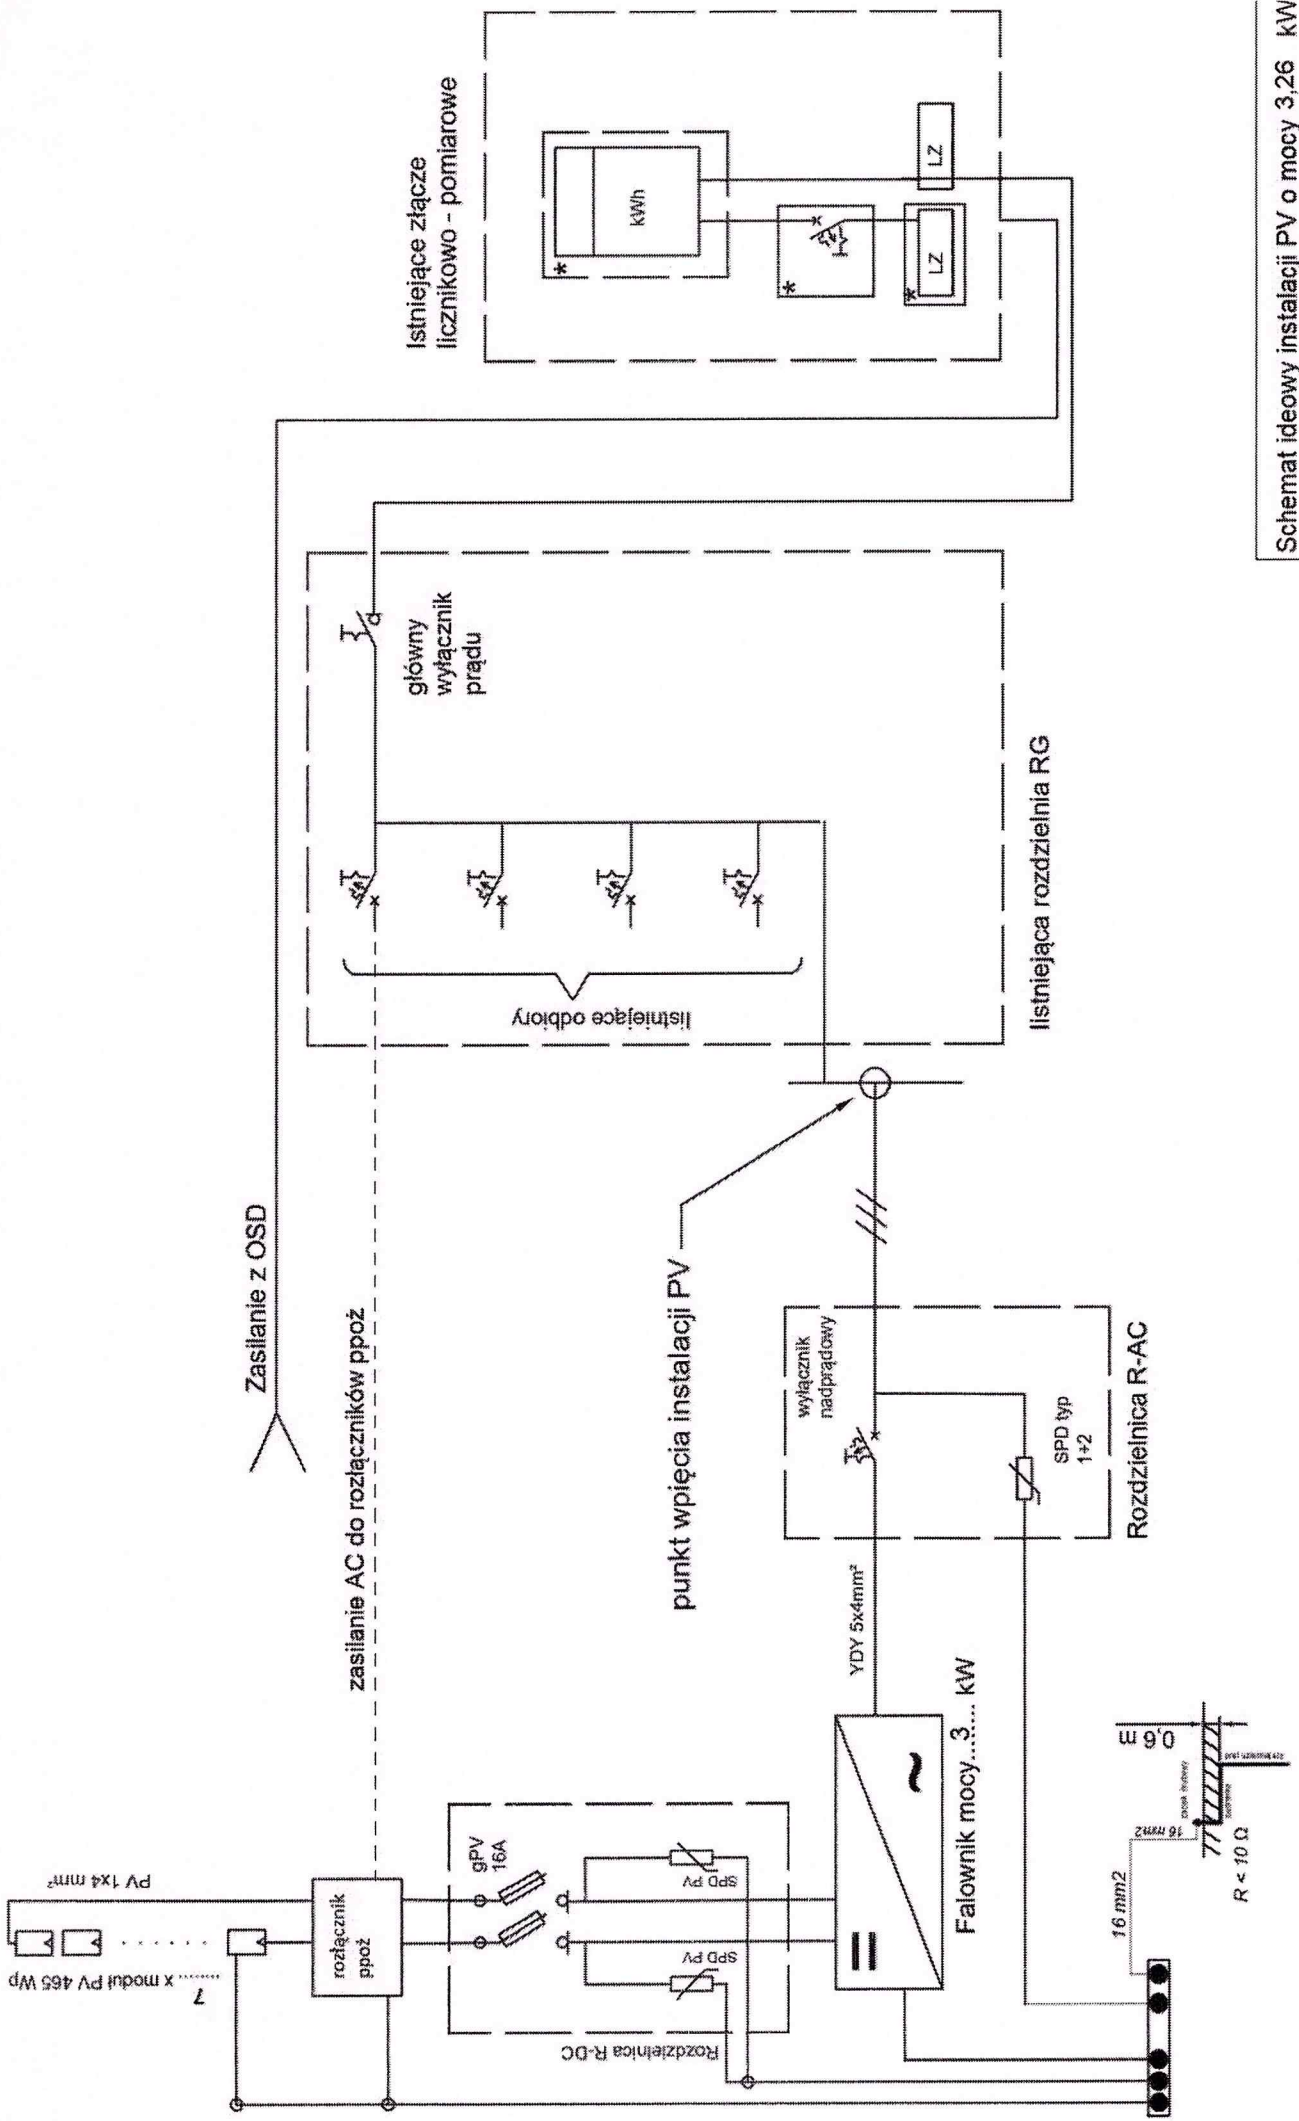 Istniejące złącze
licznikowo - pomiarowe
kWh
*
*
*
LZ
LZ
główny
wyłącznik
prądu
Iistniejące odbiory
Iistniejąca rozdzielnia RG
Zasilanie z OSD
zasilanie AC do rozłączników ppoż
punkt wpięcia instalacji PV
wyłącznik
nadprądowy
SPD typ
1+2
Rozdzielnica R-AC
YDY 5x4mm²
Falownik mocy...3.... kW
PV 1x4 mm²
7 ........ x moduł PV 465 Wp
rozłącznik
ppoż
gPV
16A
SPD PV
SPD PV
Rozdzielnica R-DC
16 mm2
16 mm2
0,6 m
R < 10 Ω
Schemat ideowy instalacji PV o mocy 3,26 kW